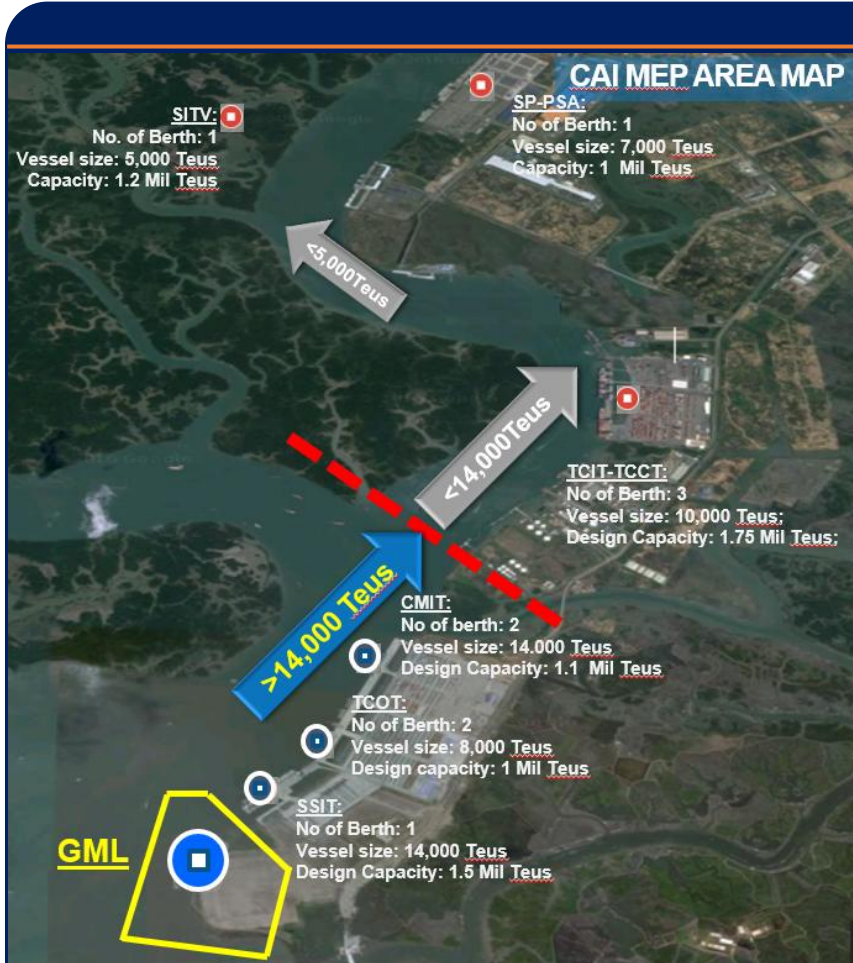 CAI MEP AREA MAP
SITV:
No. of Berth: 1
Vessel size: 5,000 Teus
Capacity: 1.2 Mil Teus
SP-PSA:
No of Berth: 1
Vessel size: 7,000 Teus
Capacity: 1 Mil Teus
<5,000Teus
<14,000Teus
TCIT-TCCT:
No of Berth: 3
Vessel size: 10,000 Teus;
Design Capacity: 1.75 Mil Teus;
>14,000 Teus
CMIT:
No of berth: 2
Vessel size: 14.000 Teus
Design Capacity: 1.1 Mil Teus
TCOT:
No of Berth: 2
Vessel size: 8,000 Teus
Design capacity: 1 Mil Teus
SSIT:
No of Berth: 1
Vessel size: 14,000 Teus
Design Capacity: 1.5 Mil Teus
GML